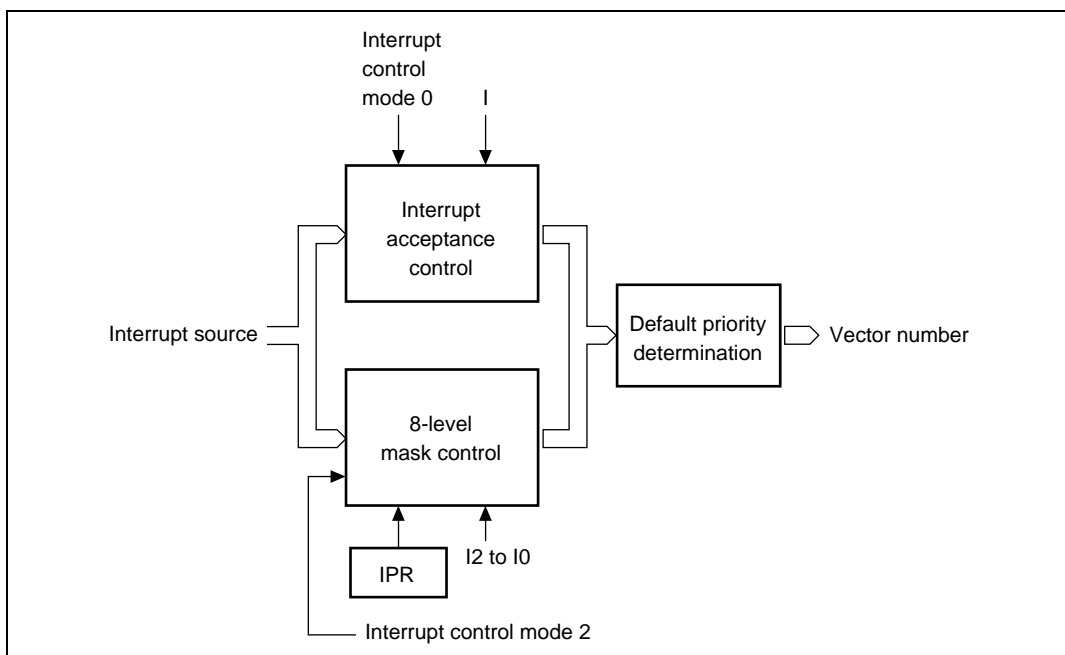 Interrupt
control
mode 0
I
Interrupt
acceptance
control
Interrupt source
Default priority
determination
Vector number
8-level
mask control
I2 to I0
IPR
Interrupt control mode 2